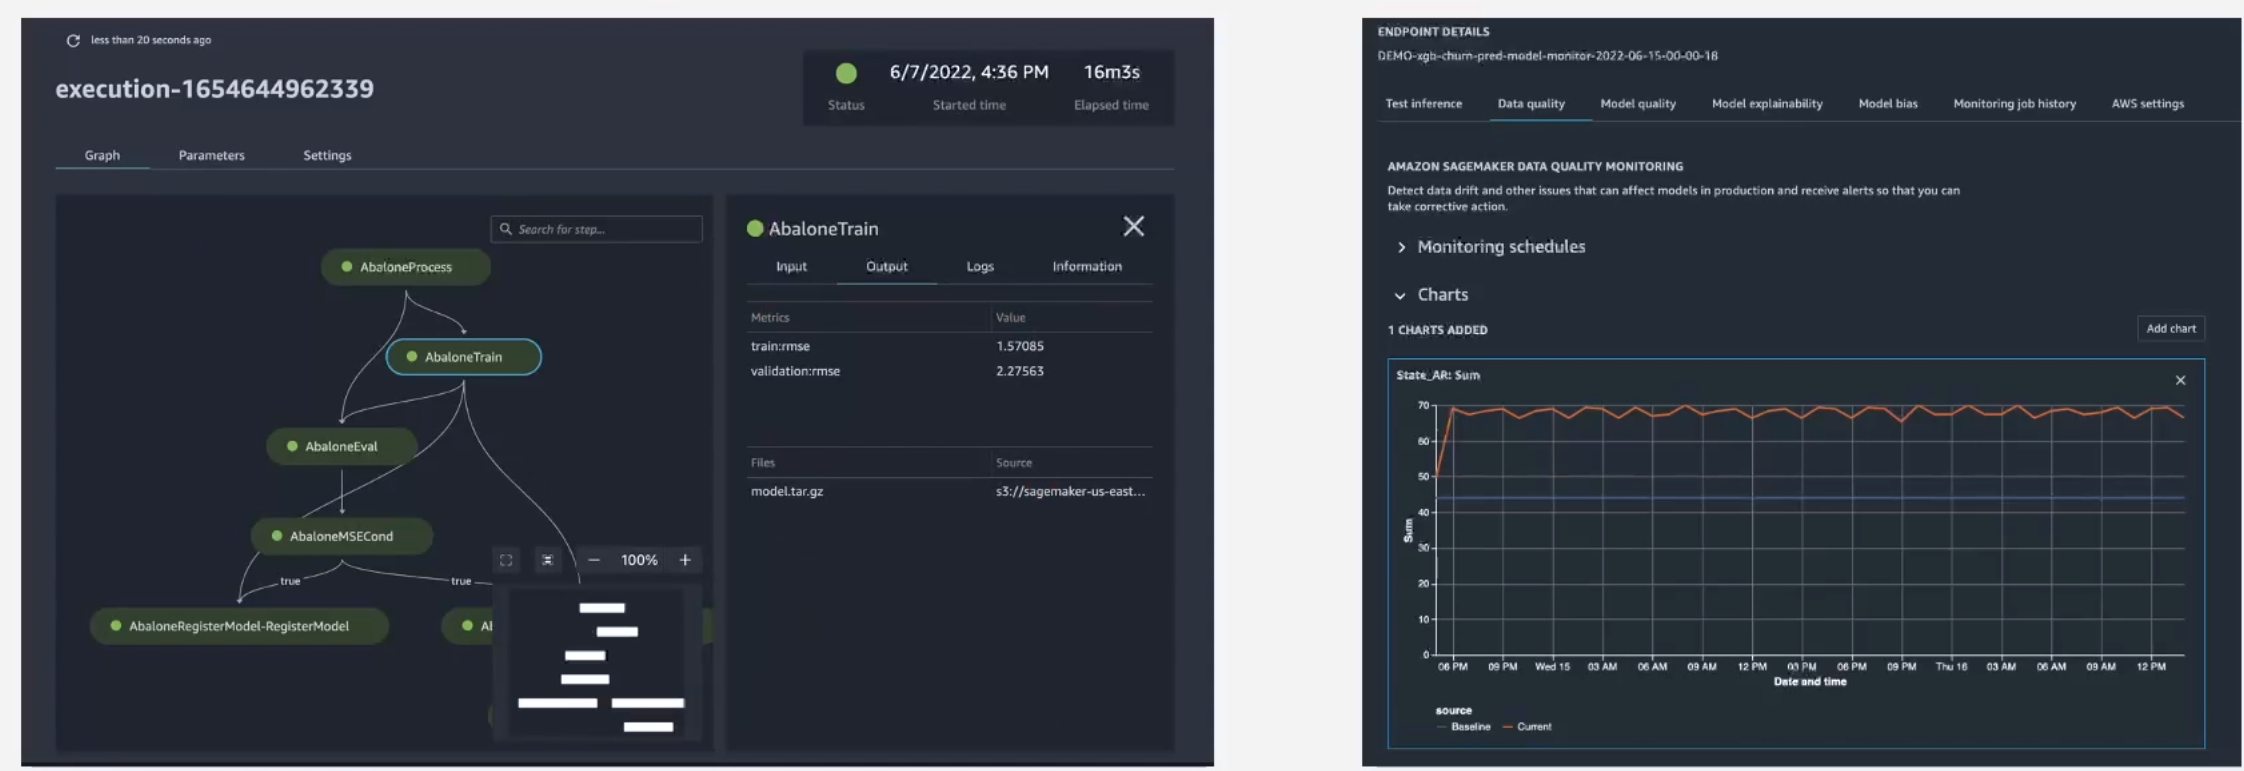 less than 20 seconds ago
execution-1654644962339
6/7/2022, 4:36 PM 16m3s
Status Started time Elapsed time
Graph Parameters Settings
Search for step...
AbaloneProcess
AbaloneTrain
AbaloneEval
AbaloneMSECond
100%
true true
AbaloneRegisterModel-RegisterModel
AbaloneTrain
Input Output Logs Information
Metrics Value
train:rmse 1.57085
validation:rmse 2.27563
Files Source
model.tar.gz s3://sagemaker-us-east...
ENDPOINT DETAILS
DEMO-xgb-churn-pred-model-monitor-2022-06-15-00-00-18
Test inference Data quality Model quality Model explainability Model bias Monitoring job history AWS settings
AMAZON SAGEMAKER DATA QUALITY MONITORING
Detect data drift and other issues that can affect models in production and receive alerts so that you can
take corrective action.
Monitoring schedules
Charts
1 CHARTS ADDED
Add chart
State_AR: Sum
70
60
50
40
30
20
10
0
Sum
06 PM 09 PM Wed 15 03 AM 06 AM 09 AM 12 PM 03 PM 06 PM 09 PM Thu 16 03 AM 06 AM 09 AM 12 PM
Date and time
source
Baseline Current